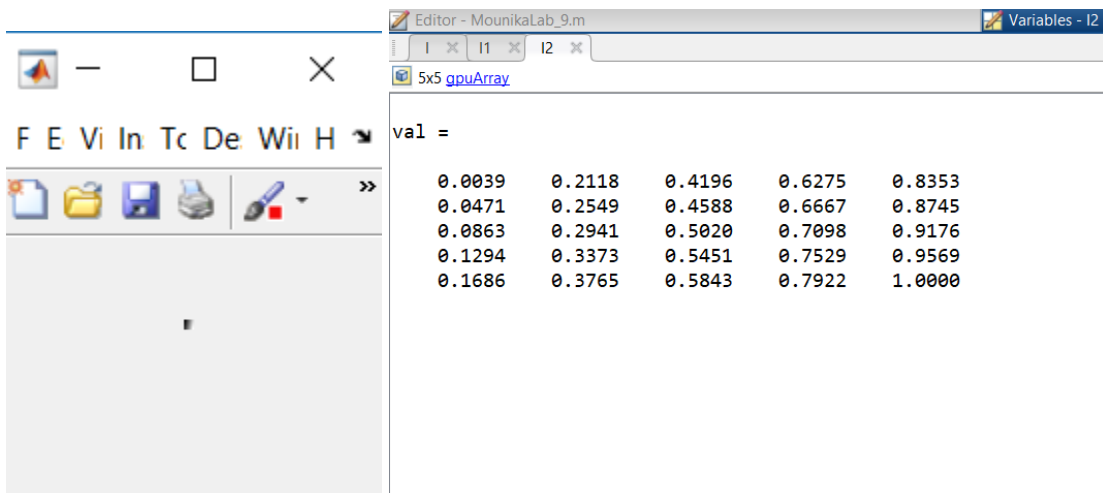 F E Vi In To De Wii H
»
Editor - MounikaLab_9.m
Variables - I2
I I1 I2
5x5 gpuArray
val =
0.0039 0.2118 0.4196 0.6275 0.8353
0.0471 0.2549 0.4588 0.6667 0.8745
0.0863 0.2941 0.5020 0.7098 0.9176
0.1294 0.3373 0.5451 0.7529 0.9569
0.1686 0.3765 0.5843 0.7922 1.0000